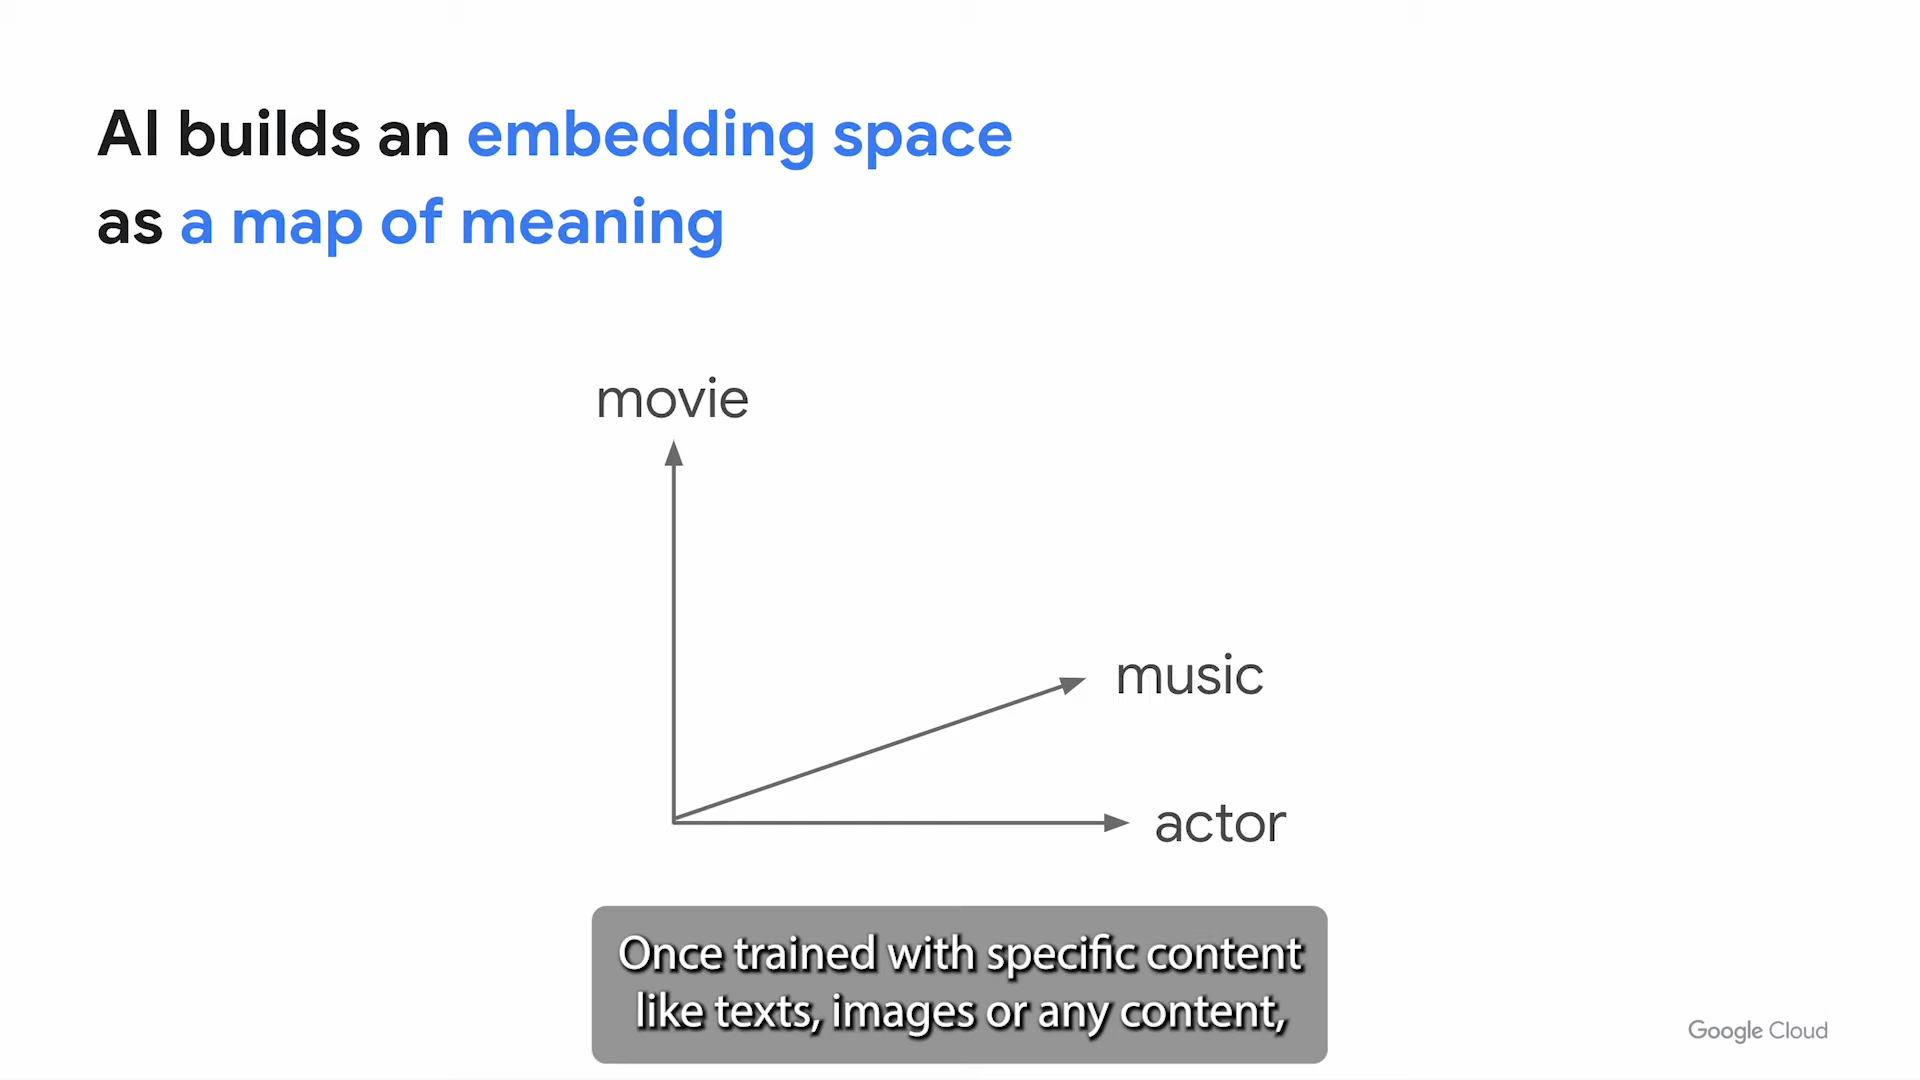 AI builds an embedding space
as a map of meaning
movie
music
actor
Once trained with specific content
like texts, images or any content,
Google Cloud